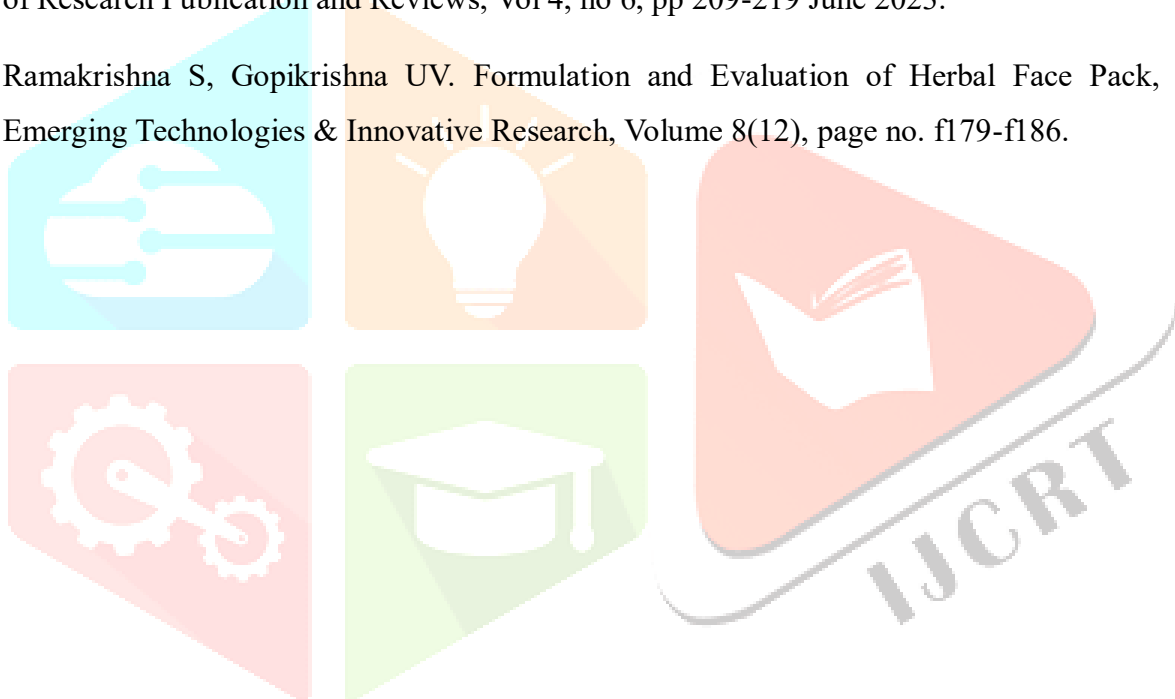 of Research Publication and Reviews, Vol 4, no 6, pp 209-219 June 2023.
Ramakrishna S, Gopikrishna UV. Formulation and Evaluation of Herbal Face Pack,
Emerging Technologies & Innovative Research, Volume 8(12), page no. f179-f186.
IJCRT